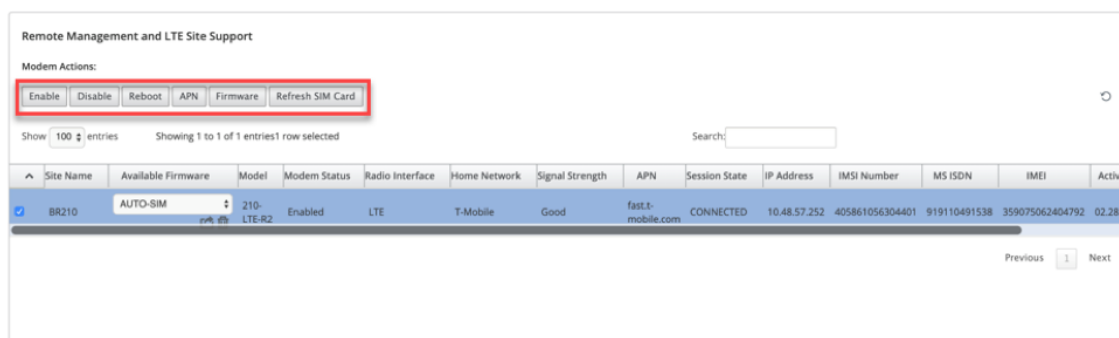 Remote Management and LTE Site Support
Modem Actions:
Enable Disable Reboot APN Firmware Refresh SIM Card
Show 100 entries Showing 1 to 1 of 1 entries1 row selected Search:
Site Name Available Firmware Model Modem Status Radio Interface Home Network Signal Strength APN Session State IP Address IMSI Number MS ISDN IMEI Activ
BR210 AUTO-SIM 210-LTE-R2 Enabled LTE T-Mobile Good fast.t-mobile.com CONNECTED 10.48.57.252 405861056304401 919110491538 359075062404792 02.28
Previous 1 Next